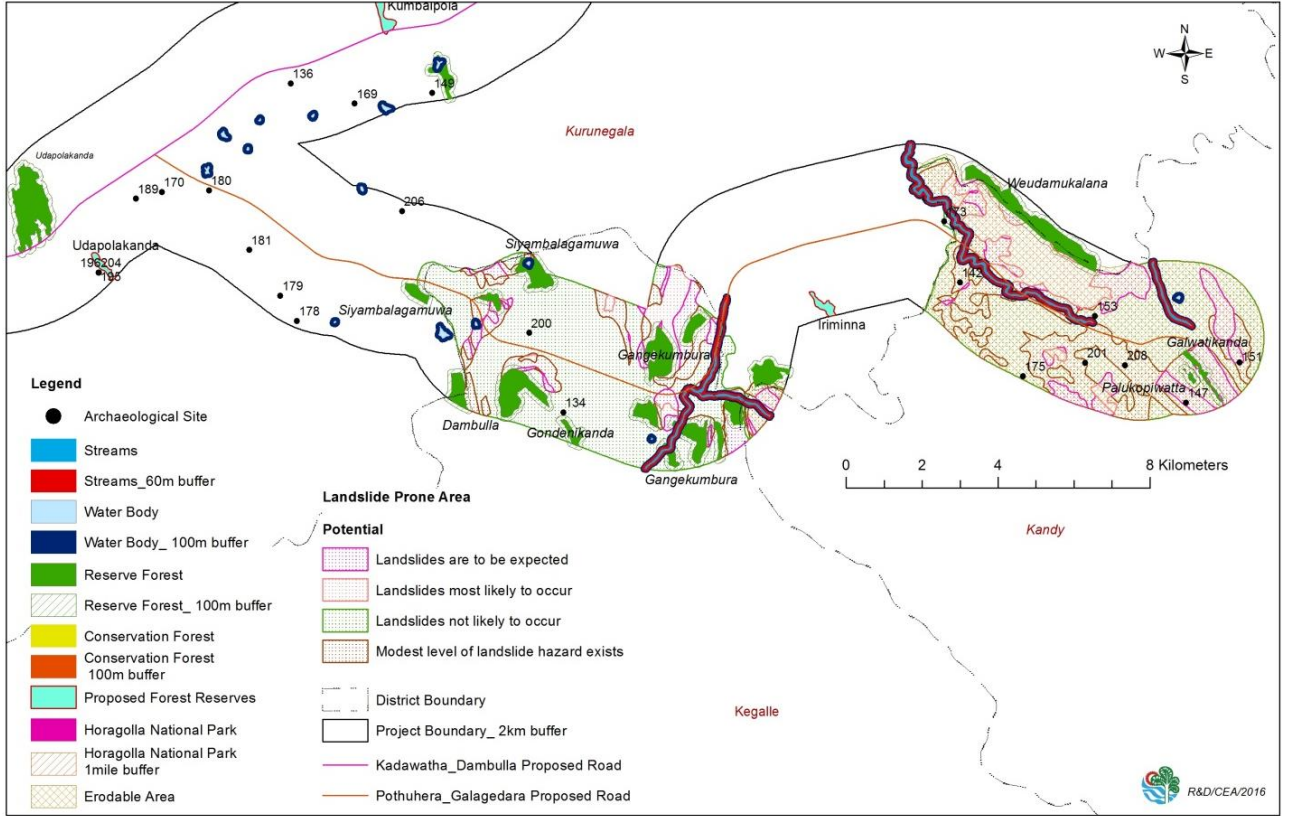 Kumbalpola
N
W E
S
136
169
149
Kurunegala
Udapolakanda
Weudamukalana
189
170
180
206
173
181
Siyambalagamuwa
Udapolakanda
196204
195
142
179
178
Siyambalagamuwa
200
Iriminna
153
Gangekumbura
Galwatikanda
201
208
151
175
Palukopiwatta
147
134
Dambulla
Gondenikanda
Gangekumbura
0 2 4 8 Kilometers
Kandy
Kegalle
Legend
Archaeological Site
Streams
Streams_60m buffer
Water Body
Water Body_ 100m buffer
Reserve Forest
Reserve Forest_ 100m buffer
Conservation Forest
Conservation Forest
100m buffer
Proposed Forest Reserves
Horagolla National Park
Horagolla National Park
1mile buffer
Erodable Area
Landslide Prone Area
Potential
Landslides are to be expected
Landslides most likely to occur
Landslides not likely to occur
Modest level of landslide hazard exists
District Boundary
Project Boundary_ 2km buffer
Kadawatha_Dambulla Proposed Road
Pothuhera_Galagedara Proposed Road
R&D/CEA/2016